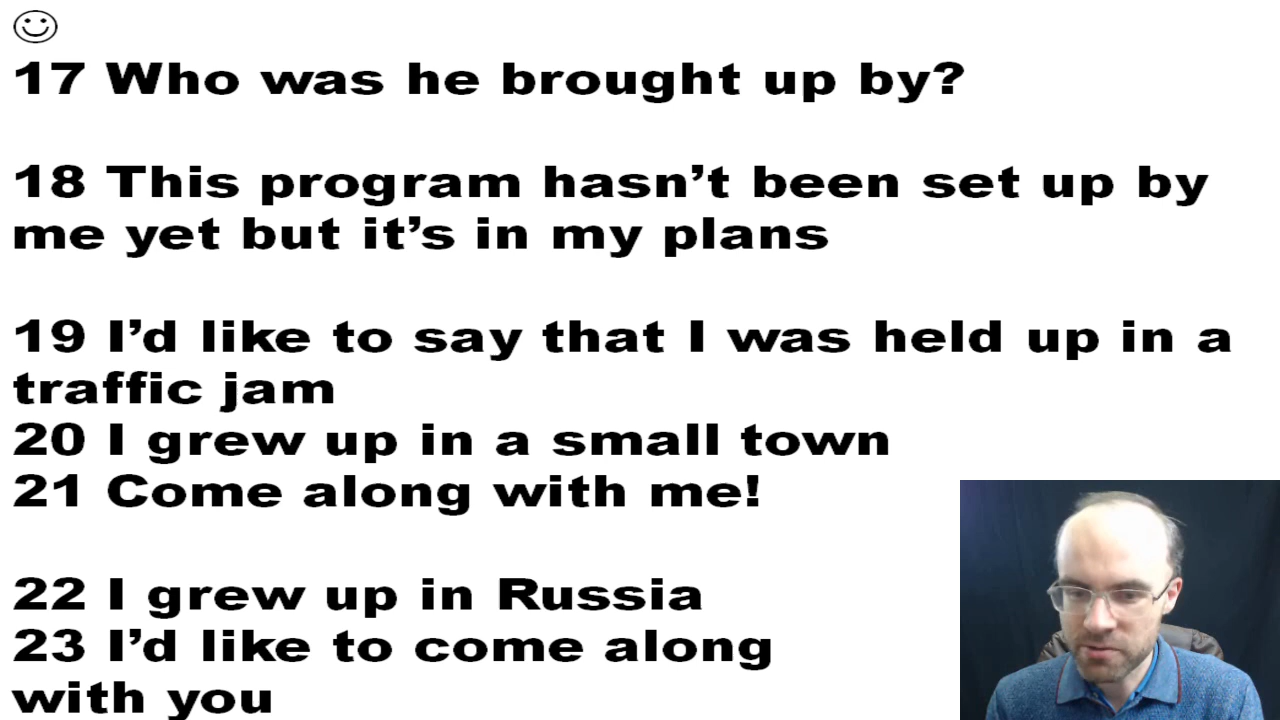 17 Who was he brought up by?
18 This program hasn’t been set up by
me yet but it’s in my plans
19 I’d like to say that I was held up in a
traffic jam
20 I grew up in a small town
21 Come along with me!
22 I grew up in Russia
23 I’d like to come along
with you